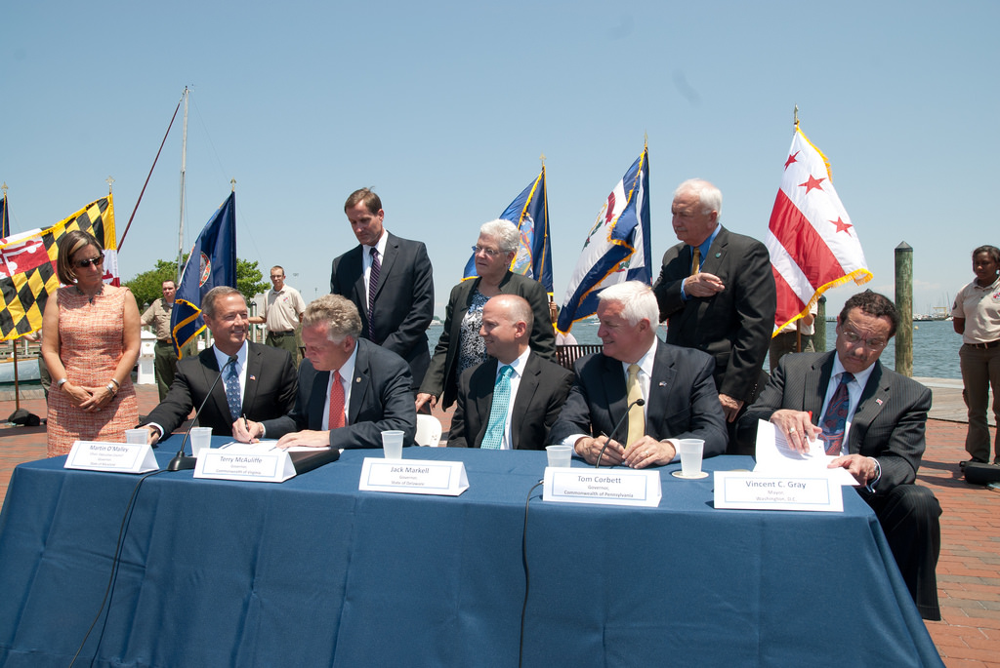 Martin O'Malley
Governor,
Terry McAuliffe
Governor,
Commonwealth of Virginia
Jack Markell
Governor,
State of Delaware
Tom Corbett
Governor,
Commonwealth of Pennsylvania
Vincent C. Gray
Mayor,
Washington, D.C.